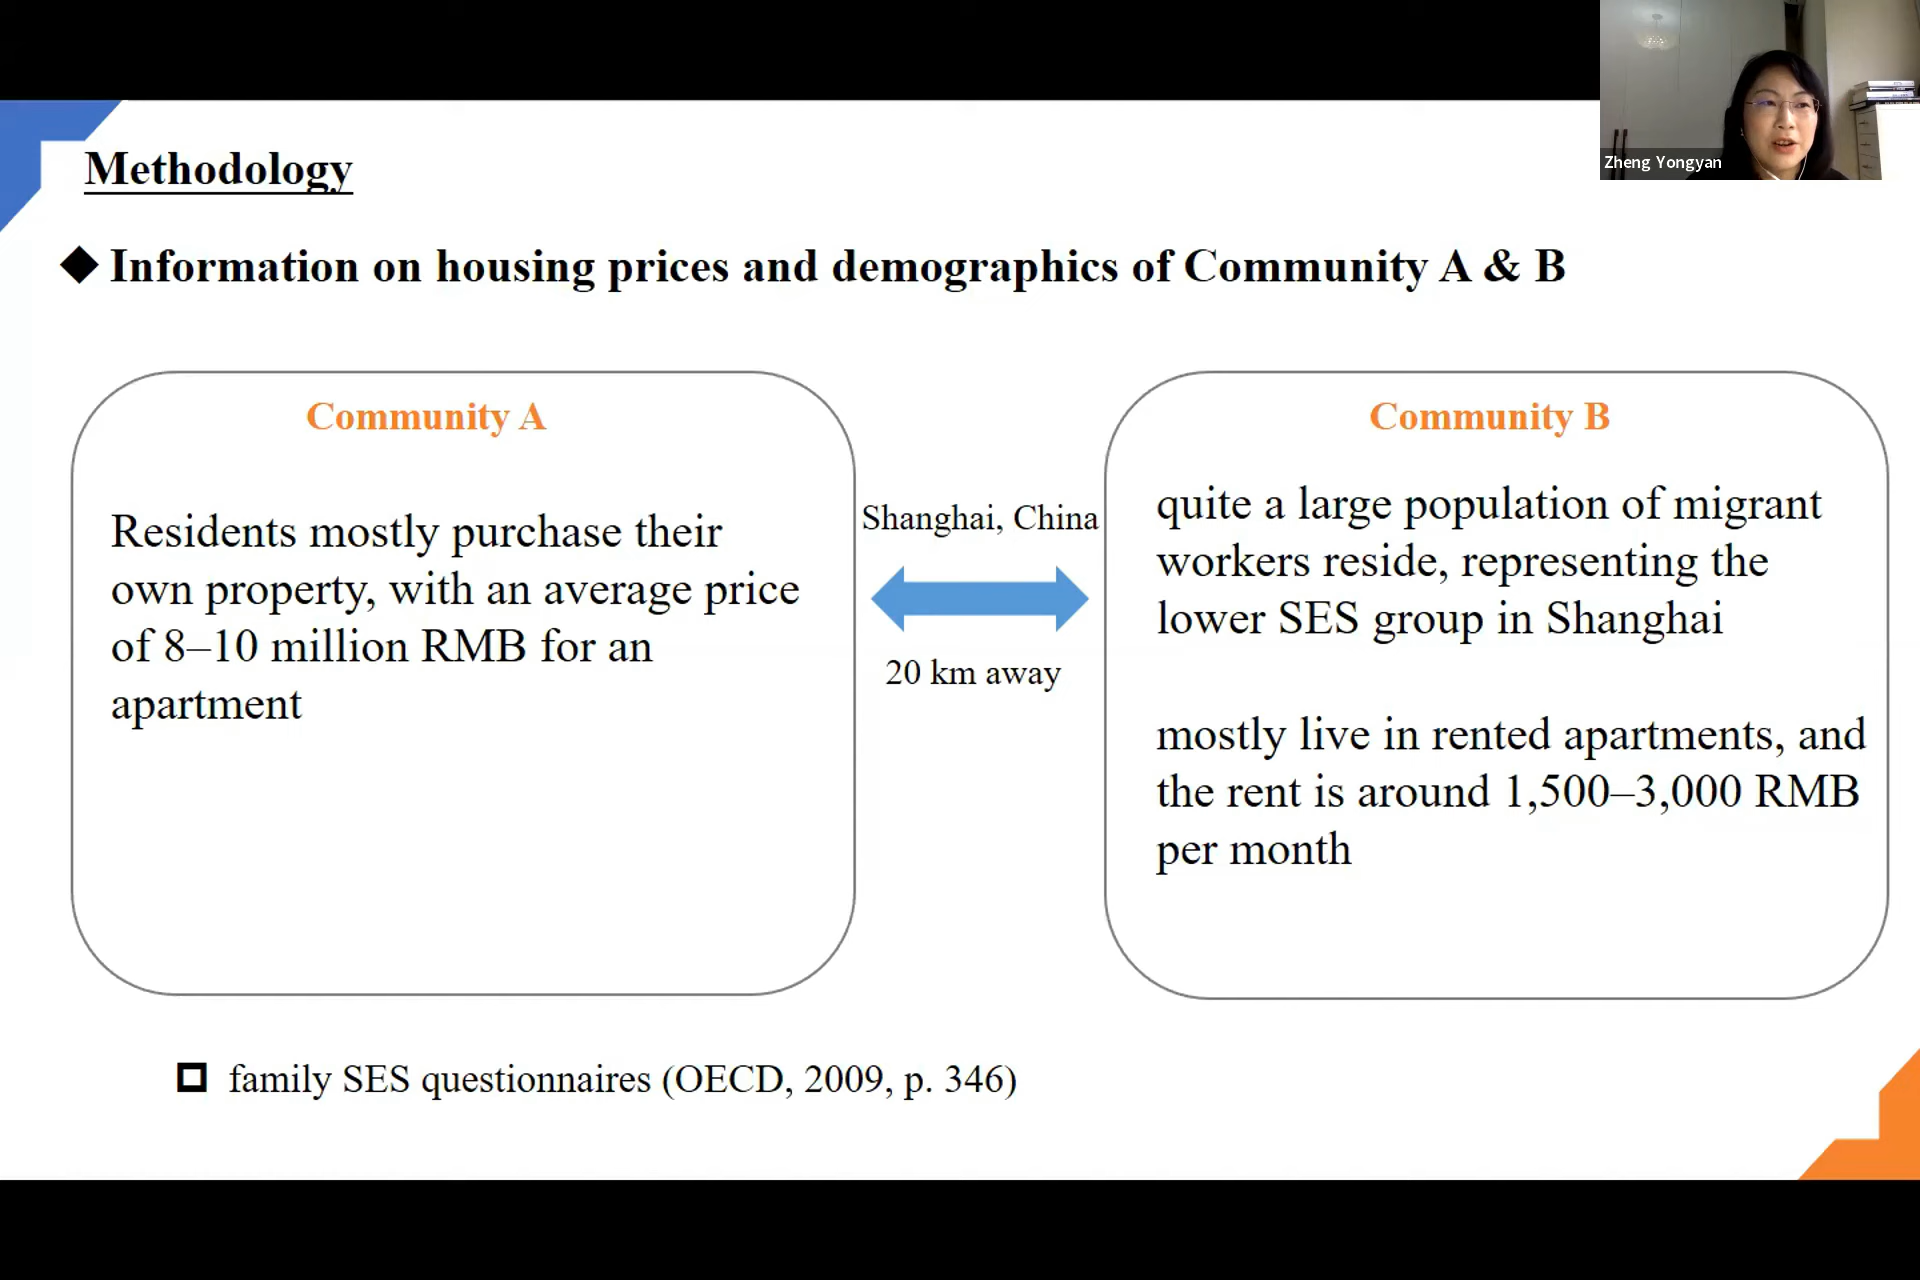 Zheng Yongyan
Methodology
◆ Information on housing prices and demographics of Community A & B
Community A
Residents mostly purchase their
own property, with an average price
of 8–10 million RMB for an
apartment
Shanghai, China
20 km away
Community B
quite a large population of migrant
workers reside, representing the
lower SES group in Shanghai
mostly live in rented apartments, and
the rent is around 1,500–3,000 RMB
per month
family SES questionnaires (OECD, 2009, p. 346)